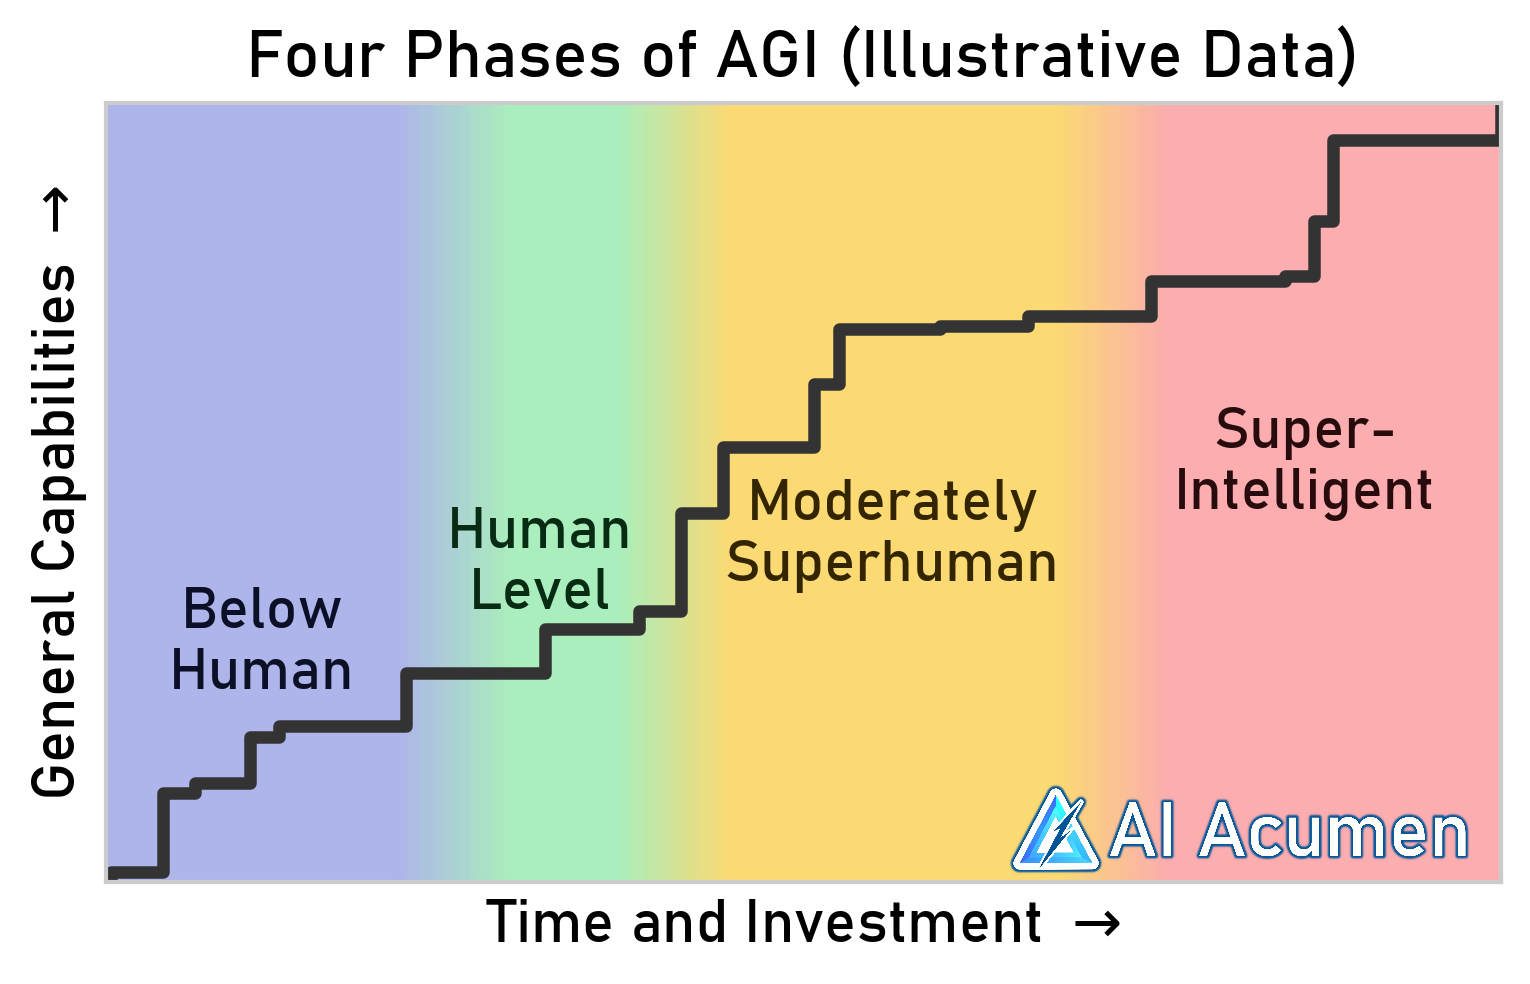 Four Phases of AGI (Illustrative Data)
General Capabilities →
Below
Human
Human
Level
Moderately
Superhuman
Super-
Intelligent
AI Acumen
Time and Investment →